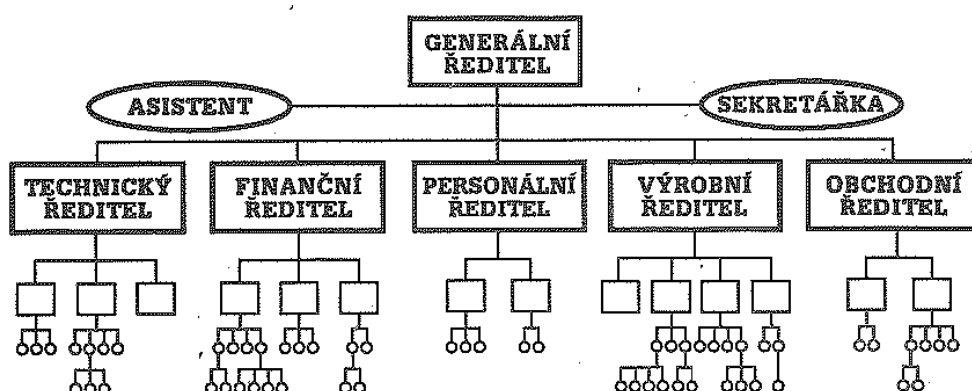 GENERÁLNÍ
ŘEDITEL
ASISTENT
SEKRETÁŘKA
TECHNICKÝ
ŘEDITEL
FINANČNÍ
ŘEDITEL
PERSONÁLNÍ
ŘEDITEL
VÝROBNÍ
ŘEDITEL
OBCHODNÍ
ŘEDITEL